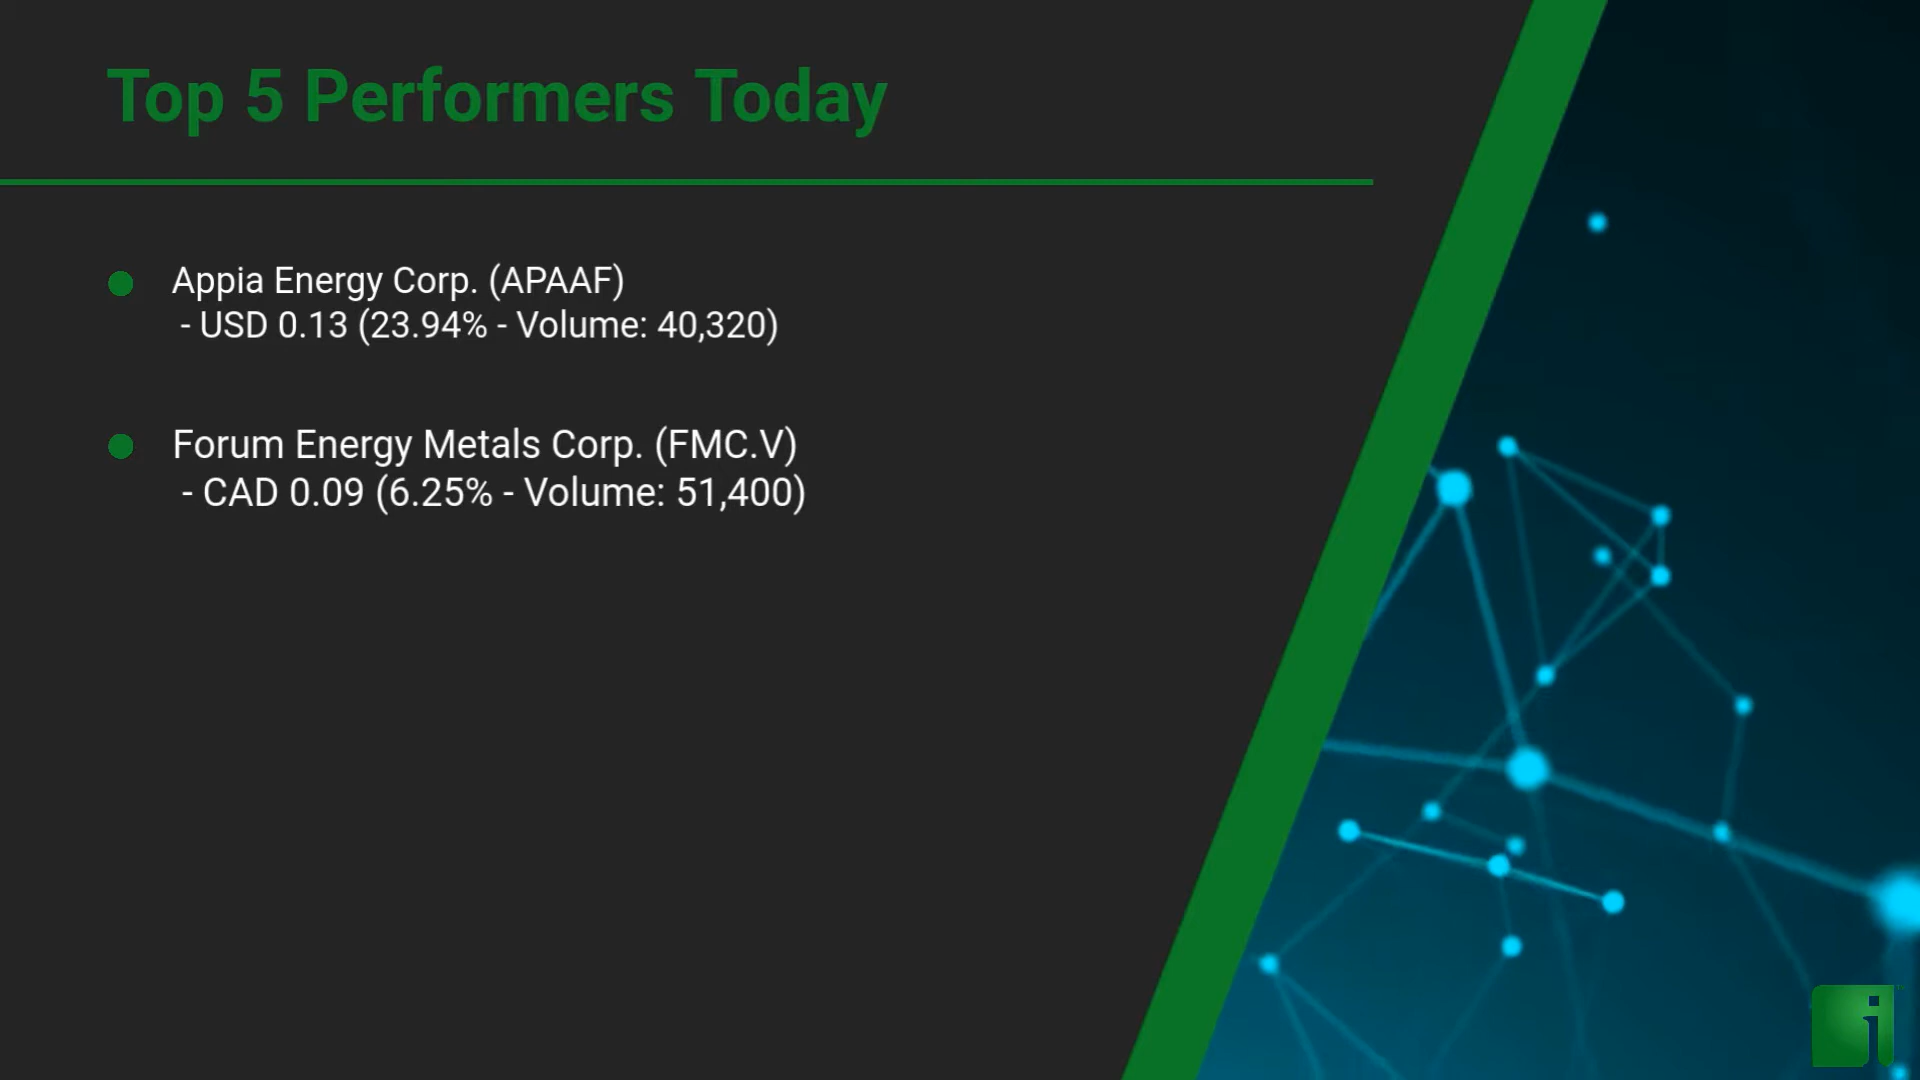 Top 5 Performers Today
Appia Energy Corp. (APAAF)
- USD 0.13 (23.94% - Volume: 40,320)
Forum Energy Metals Corp. (FMC.V)
- CAD 0.09 (6.25% - Volume: 51,400)
i